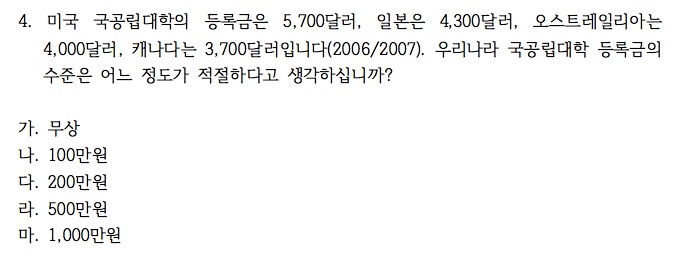 4. 미국 국공립대학의 등록금은 5,700달러, 일본은 4,300달러, 오스트레일리아는
4,000달러, 캐나다는 3,700달러입니다(2006/2007). 우리나라 국공립대학 등록금의
수준은 어느 정도가 적절하다고 생각하십니까?
가. 무상
나. 100만원
다. 200만원
라. 500만원
마. 1,000만원